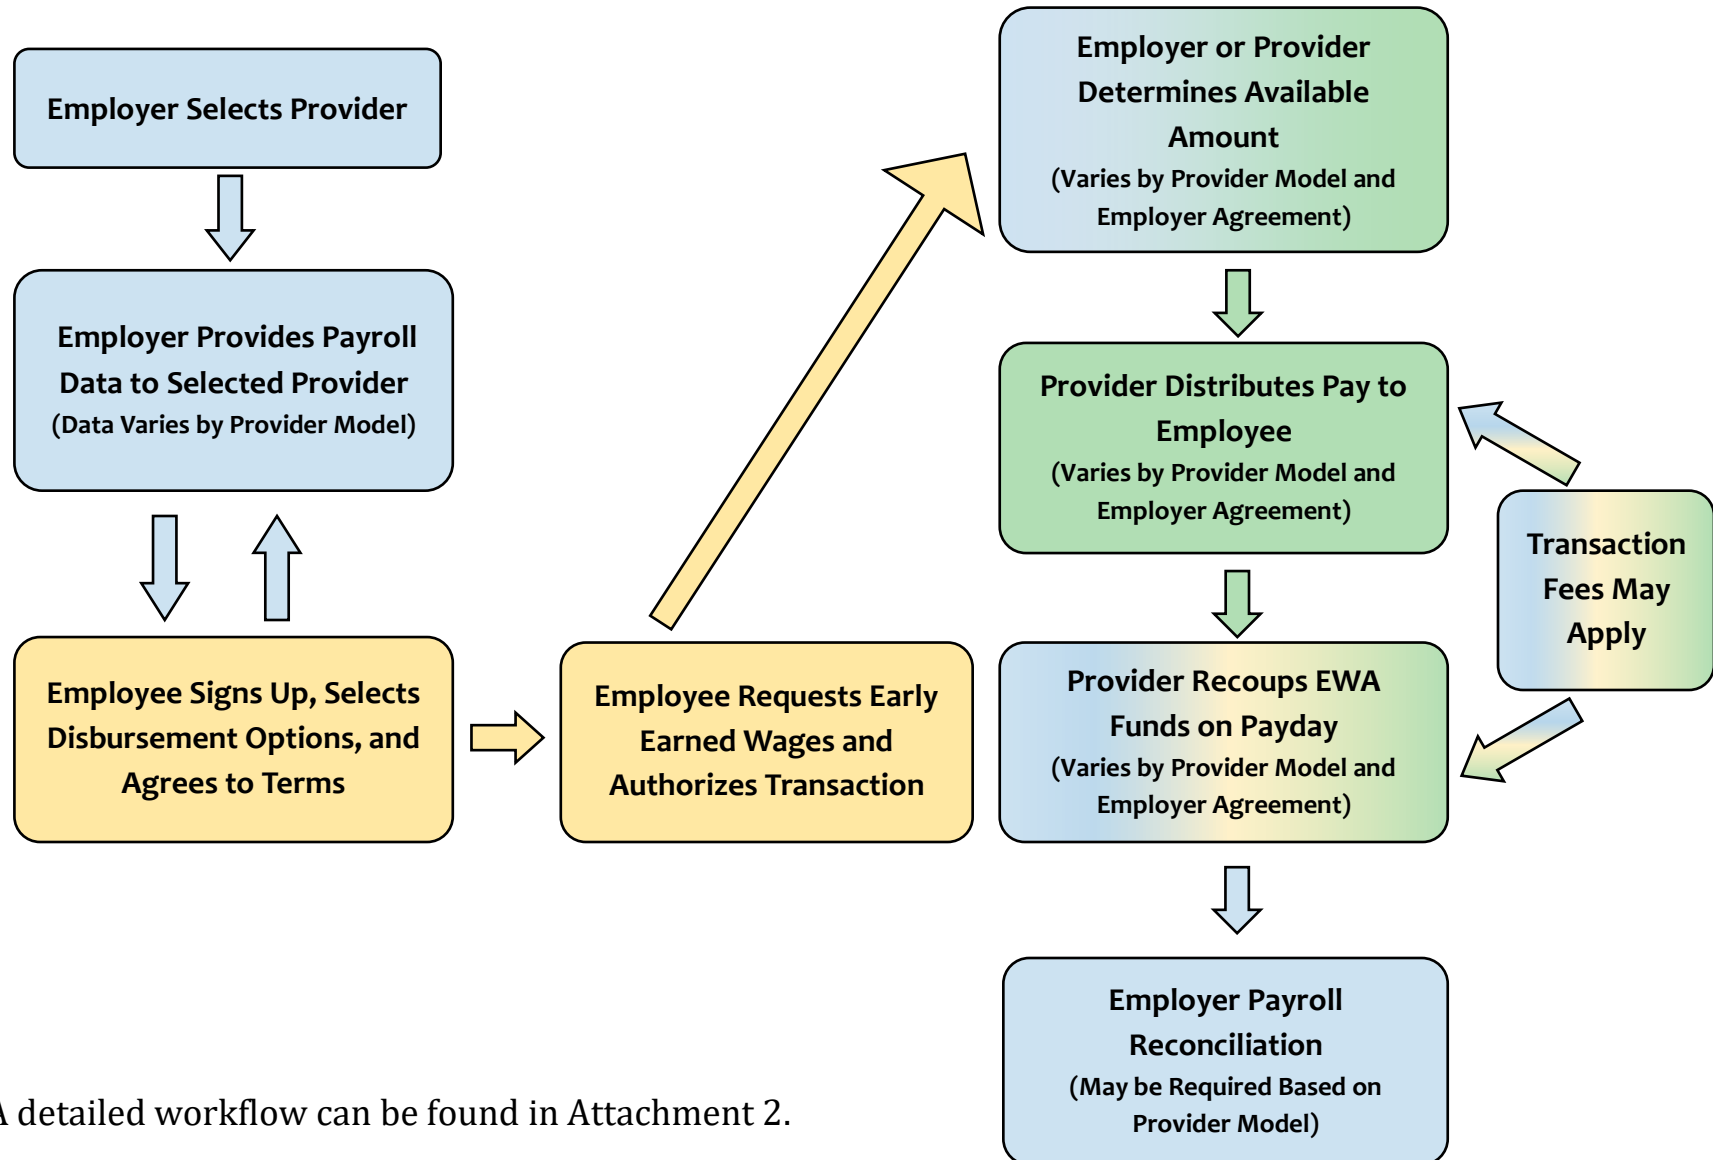 Employer Selects Provider
Employer Provides Payroll
Data to Selected Provider
(Data Varies by Provider Model)
Employee Signs Up, Selects
Disbursement Options, and
Agrees to Terms
Employee Requests Early
Earned Wages and
Authorizes Transaction
Employer or Provider
Determines Available
Amount
(Varies by Provider Model and
Employer Agreement)
Provider Distributes Pay to
Employee
(Varies by Provider Model and
Employer Agreement)
Transaction
Fees May
Apply
Provider Recoups EWA
Funds on Payday
(Varies by Provider Model and
Employer Agreement)
Employer Payroll
Reconciliation
(May be Required Based on
Provider Model)
A detailed workflow can be found in Attachment 2.